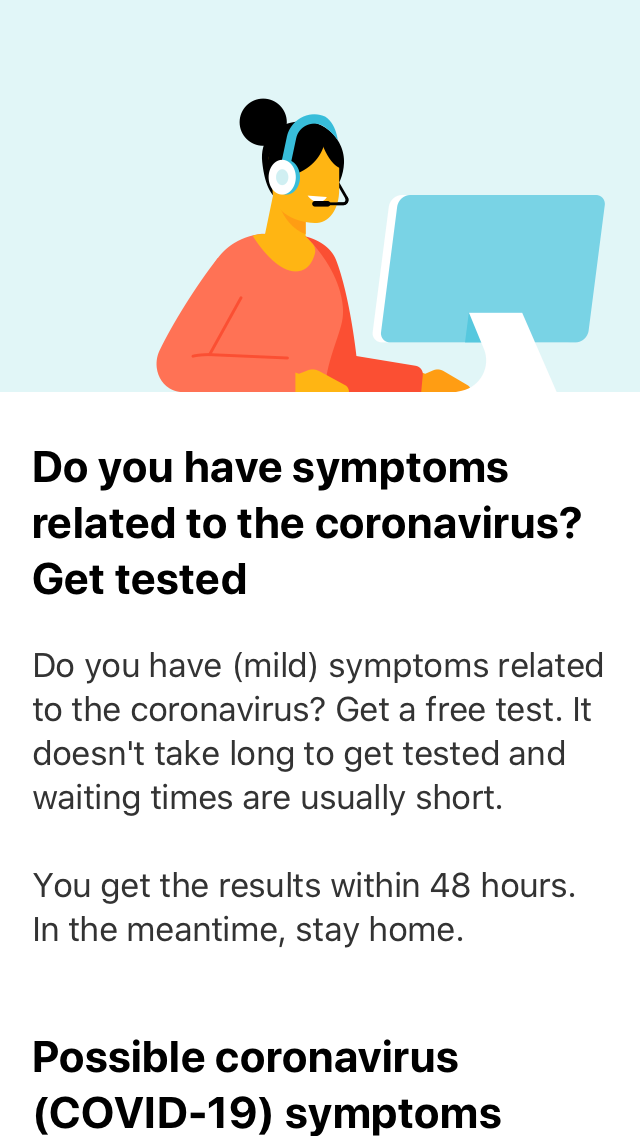 Do you have symptoms
related to the coronavirus?
Get tested
Do you have (mild) symptoms related
to the coronavirus? Get a free test. It
doesn't take long to get tested and
waiting times are usually short.
You get the results within 48 hours.
In the meantime, stay home.
Possible coronavirus
(COVID-19) symptoms